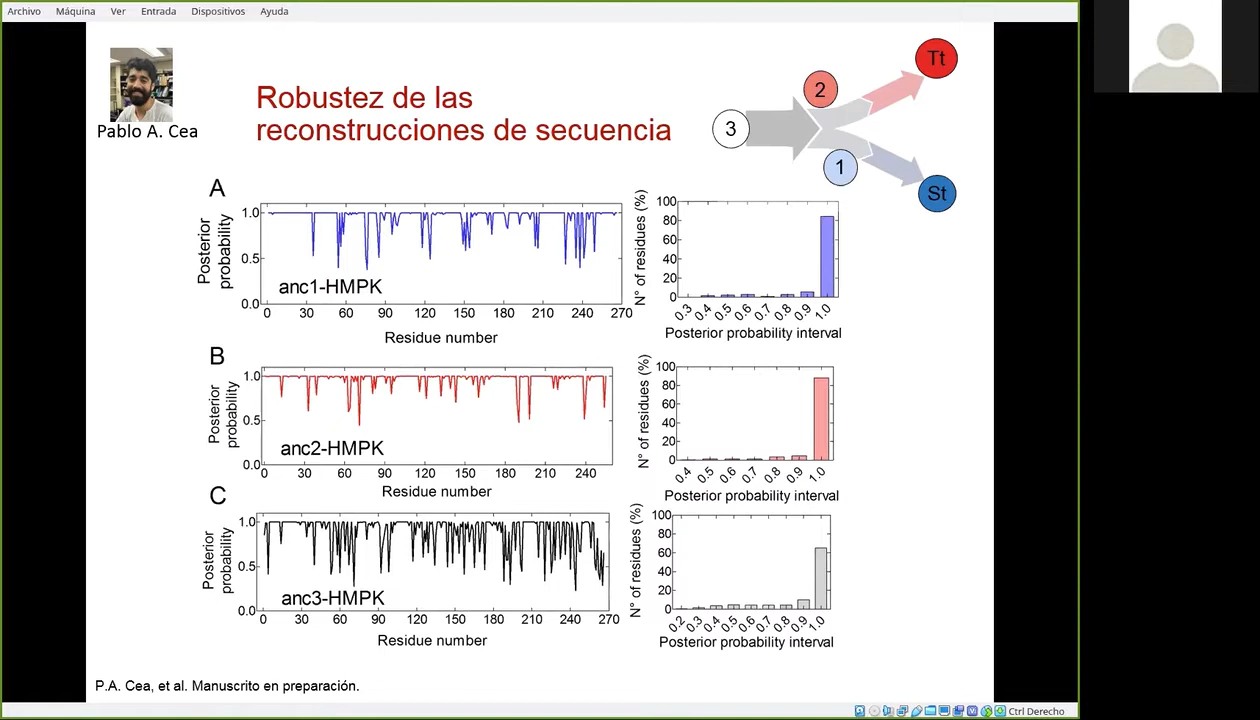 Archivo Máquina Ver Entrada Dispositivos Ayuda
Pablo A. Cea
Robustez de las
reconstrucciones de secuencia
3
2
1
Tt
St
A
Posterior
probability
1.0
0.5
0.0
anc1-HMPK
0 30 60 90 120 150 180 210 240 270
Residue number
N° of residues (%)
100
80
60
40
20
0
0.3 0.4 0.5 0.6 0.7 0.8 0.9 1.0
Posterior probability interval
B
Posterior
probability
1.0
0.5
0.0
anc2-HMPK
0 30 60 90 120 150 180 210 240
Residue number
N° of residues (%)
100
80
60
40
20
0
0.4 0.5 0.6 0.7 0.8 0.9 1.0
Posterior probability interval
C
Posterior
probability
1.0
0.5
0.0
anc3-HMPK
0 30 60 90 120 150 180 210 240 270
Residue number
N° of residues (%)
100
80
60
40
20
0
0.2 0.3 0.4 0.5 0.6 0.7 0.8 0.9 1.0
Posterior probability interval
P.A. Cea, et al. Manuscrito en preparación.
Ctrl Derecho